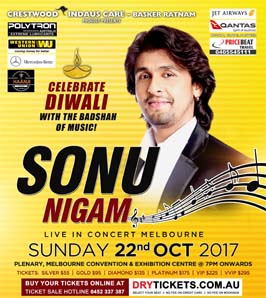 CRESTWOOD INDAUS CARE - BASKER RATNAM
POLYTRON
EXTREME LUBRICANTS
WESTERN UNION WU
Mercedes-Benz
HAANJI
JET AIRWAYS
QANTAS
PRICEBEAT
TRAVEL
CELEBRATE
DIWALI
WITH THE BADSHAH
OF MUSIC!
SONU
NIGAM
LIVE IN CONCERT MELBOURNE
SUNDAY 22nd OCT 2017
PLENARY, MELBOURNE CONVENTION & EXHIBITION CENTRE @ 7PM ONWARDS
TICKETS: SILVER $55 | GOLD $95 | DIAMOND $135 | PLATINUM $175 | VIP $225 | VVIP $295
BUY YOUR TICKETS ONLINE AT
TICKET SALE HOTLINE 0452 337 387
DRYTICKETS.COM.AU